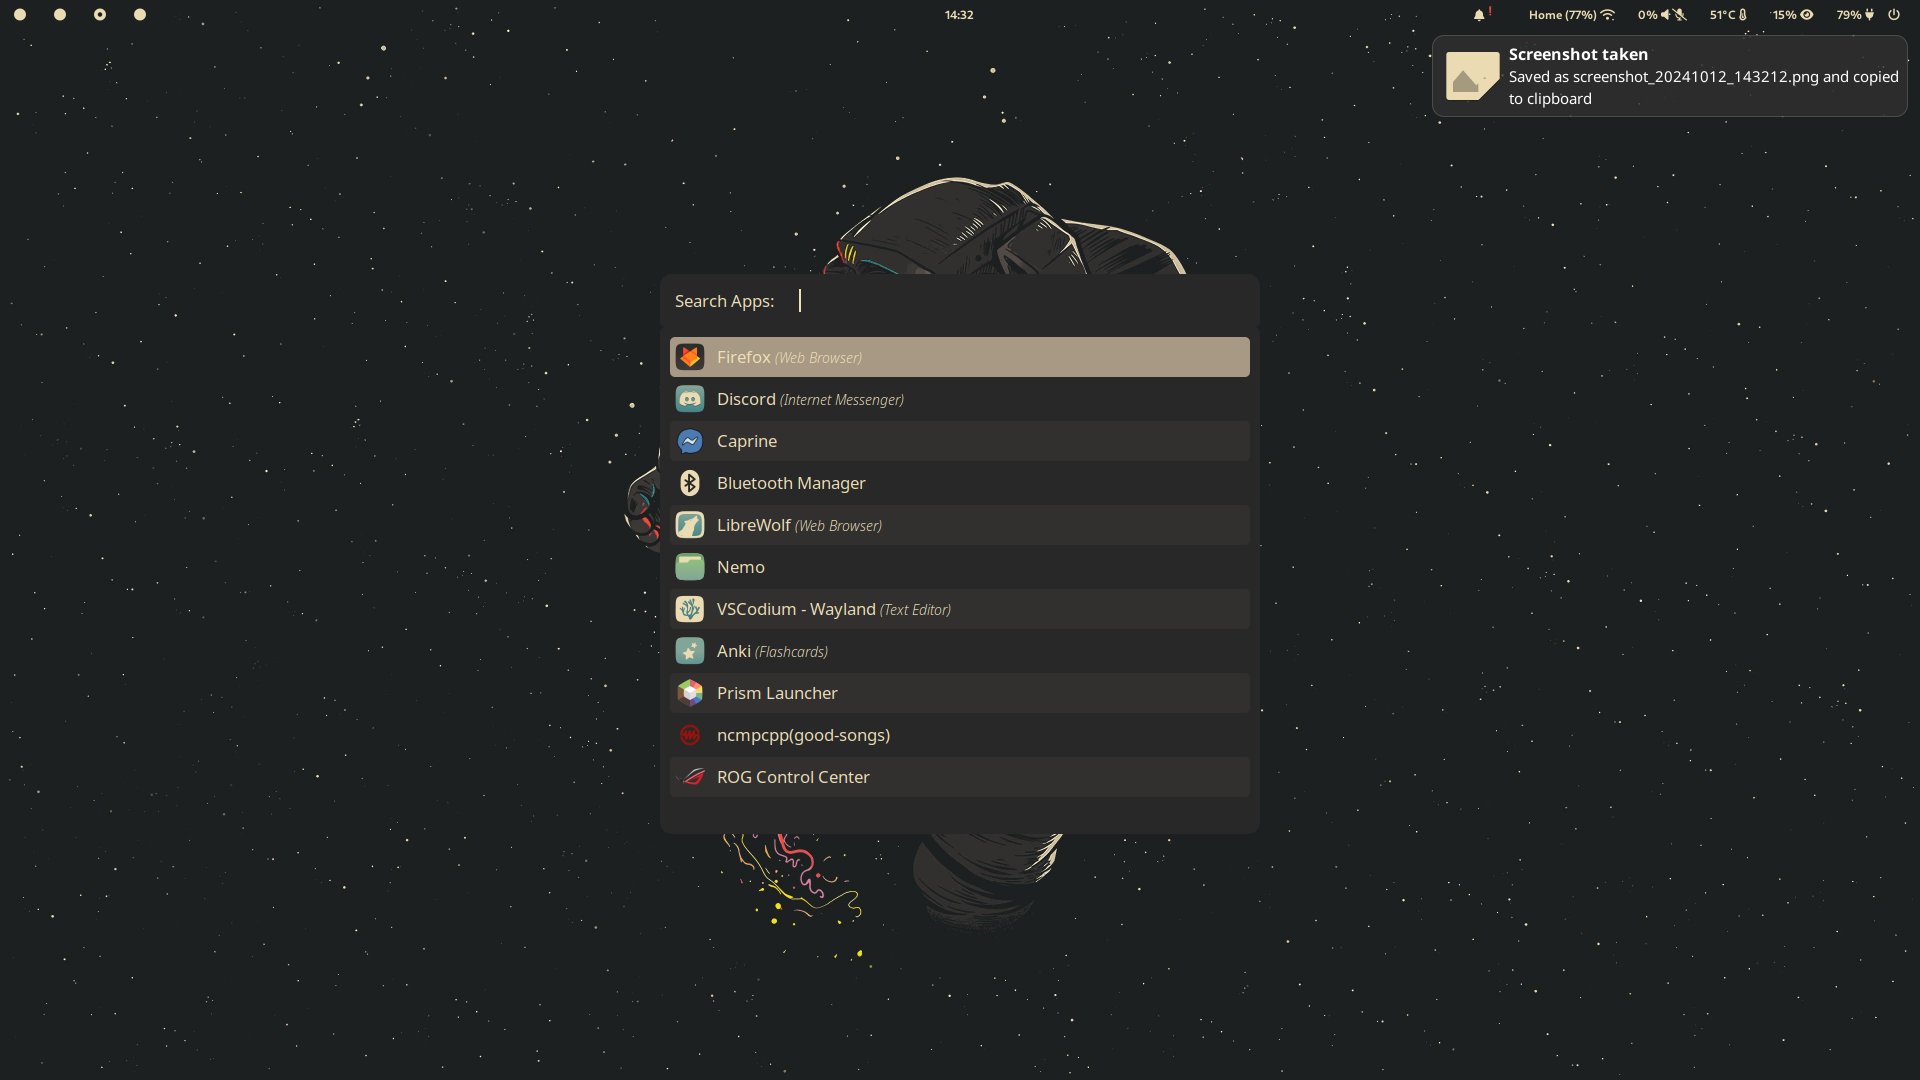 14:32
Home (77%)
0%
51°C
15%
79%
Screenshot taken
Saved as screenshot_20241012_143212.png and copied
to clipboard
Search Apps:
Firefox (Web Browser)
Discord (Internet Messenger)
Caprine
Bluetooth Manager
LibreWolf (Web Browser)
Nemo
VSCodium - Wayland (Text Editor)
Anki (Flashcards)
Prism Launcher
ncmpcpp(good-songs)
ROG Control Center